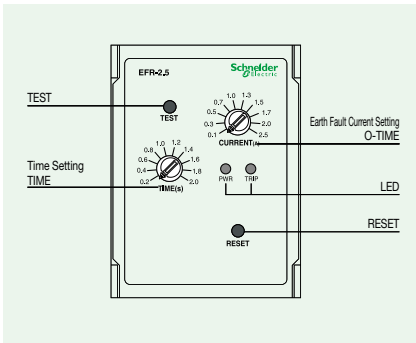 EFR-2.5
Schneider
Electric
TEST
TEST
0.1 0.3 0.5 0.7 1.0 1.3 1.5 1.7 2.0 2.5
CURRENT(A)
Earth Fault Current Setting
O-TIME
0.2 0.4 0.6 0.8 1.0 1.2 1.4 1.6 1.8 2.0
TIME(s)
Time Setting
TIME
PWR TRIP
LED
RESET
RESET